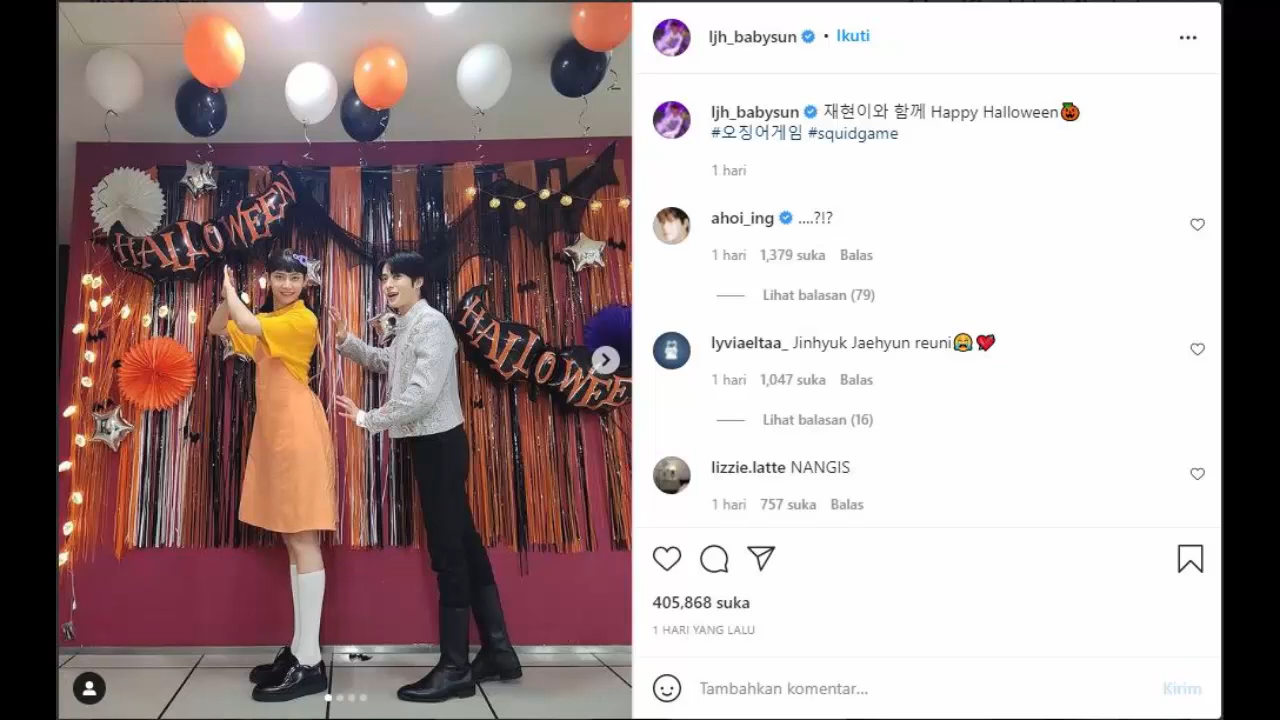 HALLOWEEN
HALLOWEE
ljh_babysun • Ikuti
ljh_babysun 재현이와 함께 Happy Halloween🎃
#오징어게임 #squidgame
1 hari
ahoi_ing ....?!?
1 hari 1,379 suka Balas
Lihat balasan (79)
lyviaeltaa_ Jinhyuk Jaehyun reuni😭💘
1 hari 1,047 suka Balas
Lihat balasan (16)
lizzie.latte NANGIS
1 hari 757 suka Balas
405,868 suka
1 HARI YANG LALU
Tambahkan komentar...
Kirim